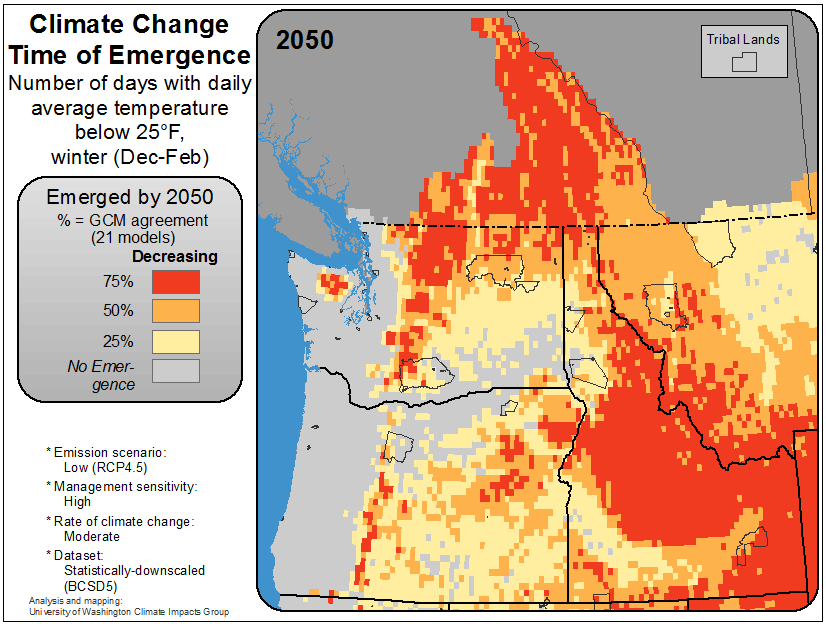 Climate Change
Time of Emergence
Number of days with daily
average temperature
below 25°F,
winter (Dec-Feb)
Emerged by 2050
% = GCM agreement
(21 models)
Decreasing
75%
50%
25%
No Emer-
gence
* Emission scenario:
Low (RCP4.5)
* Management sensitivity:
High
* Rate of climate change:
Moderate
* Dataset:
Statistically-downscaled
(BCSD5)
Analysis and mapping:
University of Washington Climate Impacts Group
2050
Tribal Lands